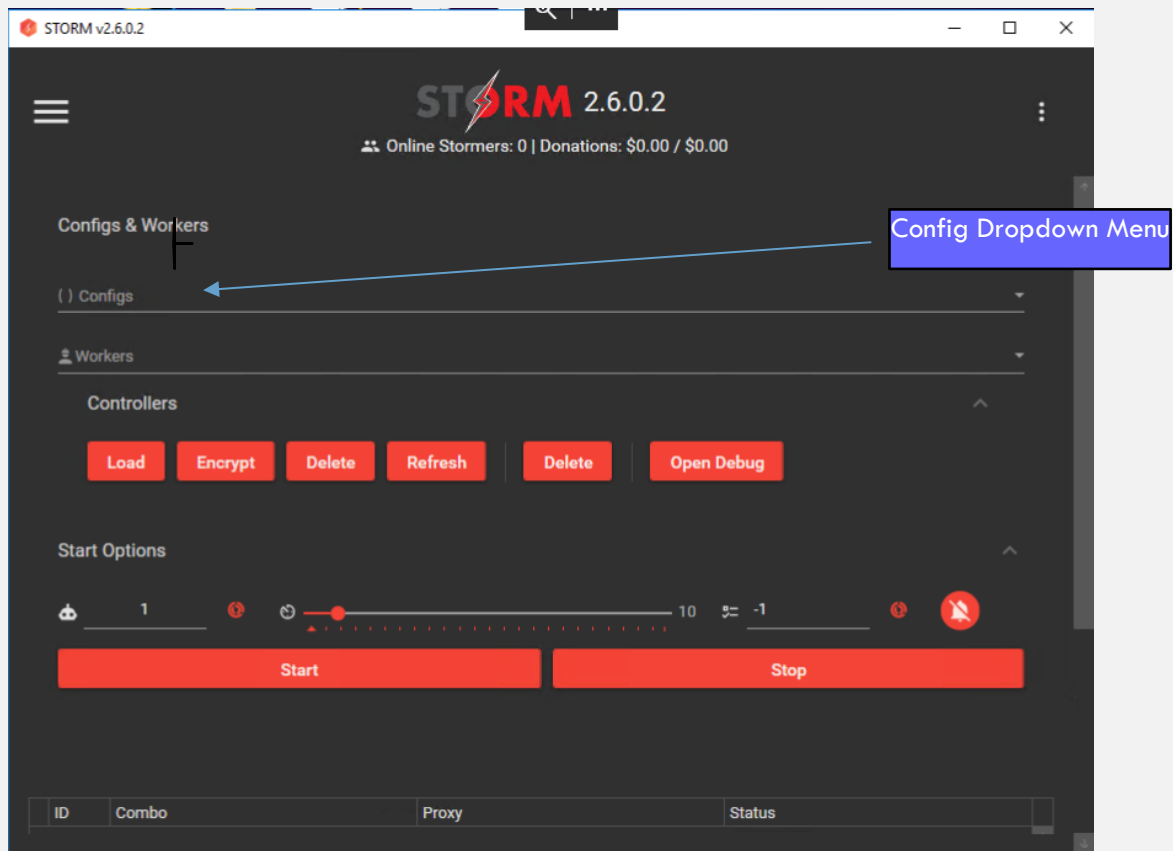 STORM v2.6.0.2
STORM 2.6.0.2
Online Stormers: 0 | Donations: $0.00 / $0.00
Configs & Workers
Config Dropdown Menu
( ) Configs
Workers
Controllers
Load Encrypt Delete Refresh Delete Open Debug
Start Options
1 10 -1
Start Stop
ID Combo Proxy Status